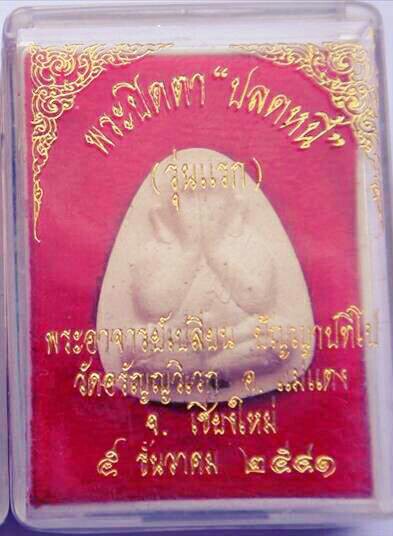 พระปิดตา "ปลดหนี้"
(รุ่นแรก)
พระอาจารย์เปลี่ยน ปัญญาปทีโป
วัดอรัญญวิเวก อ. แม่แตง
จ. เชียงใหม่
๕ ธันวาคม ๒๕๔๑